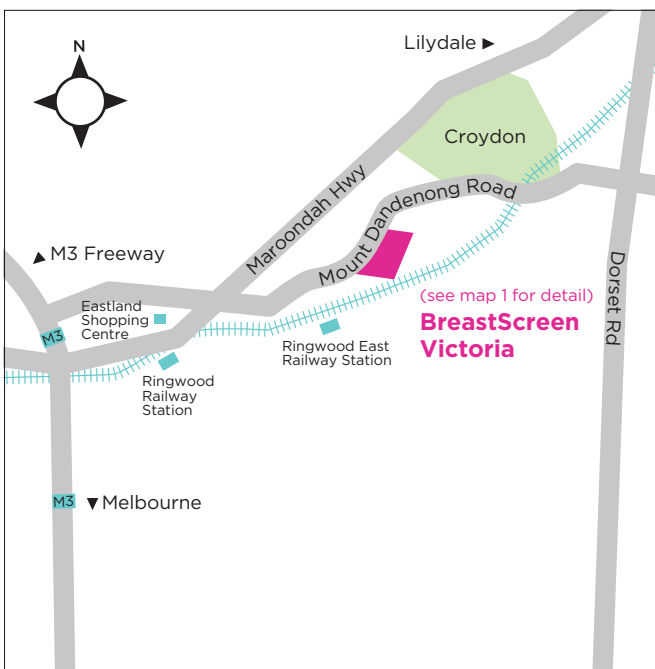 N
Lilydale ►
Croydon
Maroondah Hwy
Mount Dandenong Road
▲ M3 Freeway
Eastland
Shopping
Centre
M3
(see map 1 for detail)
BreastScreen
Victoria
Dorset Rd
Ringwood East
Railway Station
Ringwood
Railway
Station
M3
▼ Melbourne